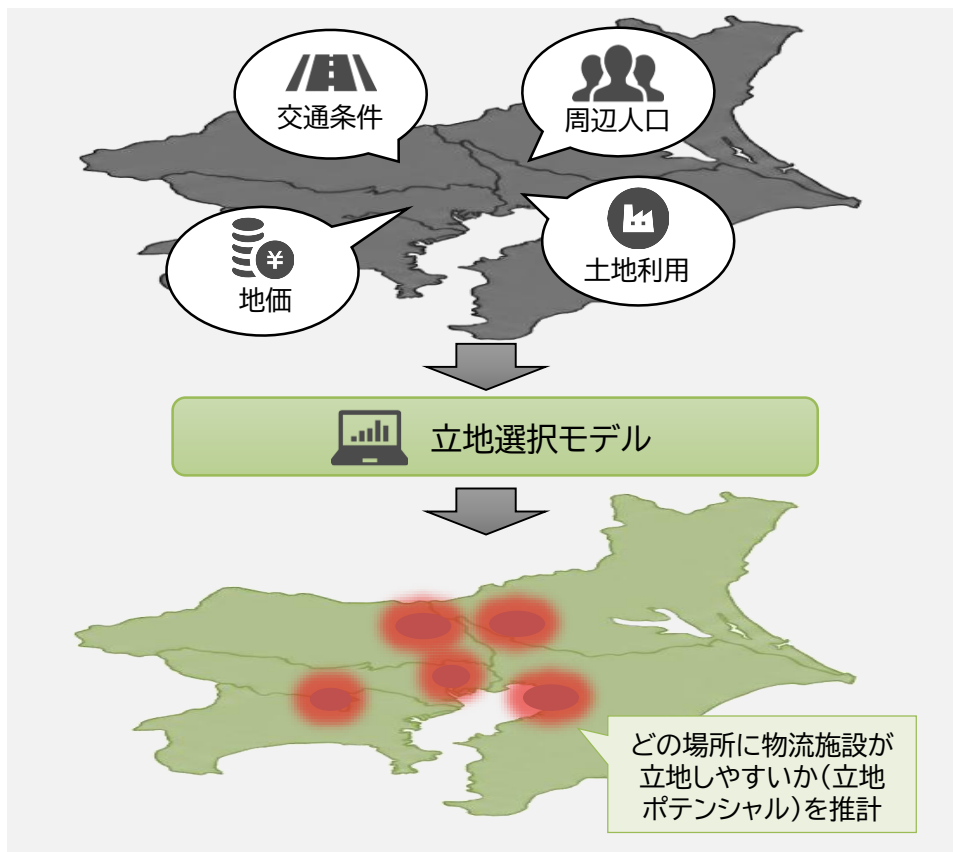 交通条件
周辺人口
地価
¥
土地利用
立地選択モデル
どの場所に物流施設が
立地しやすいか(立地
ポテンシャル)を推計